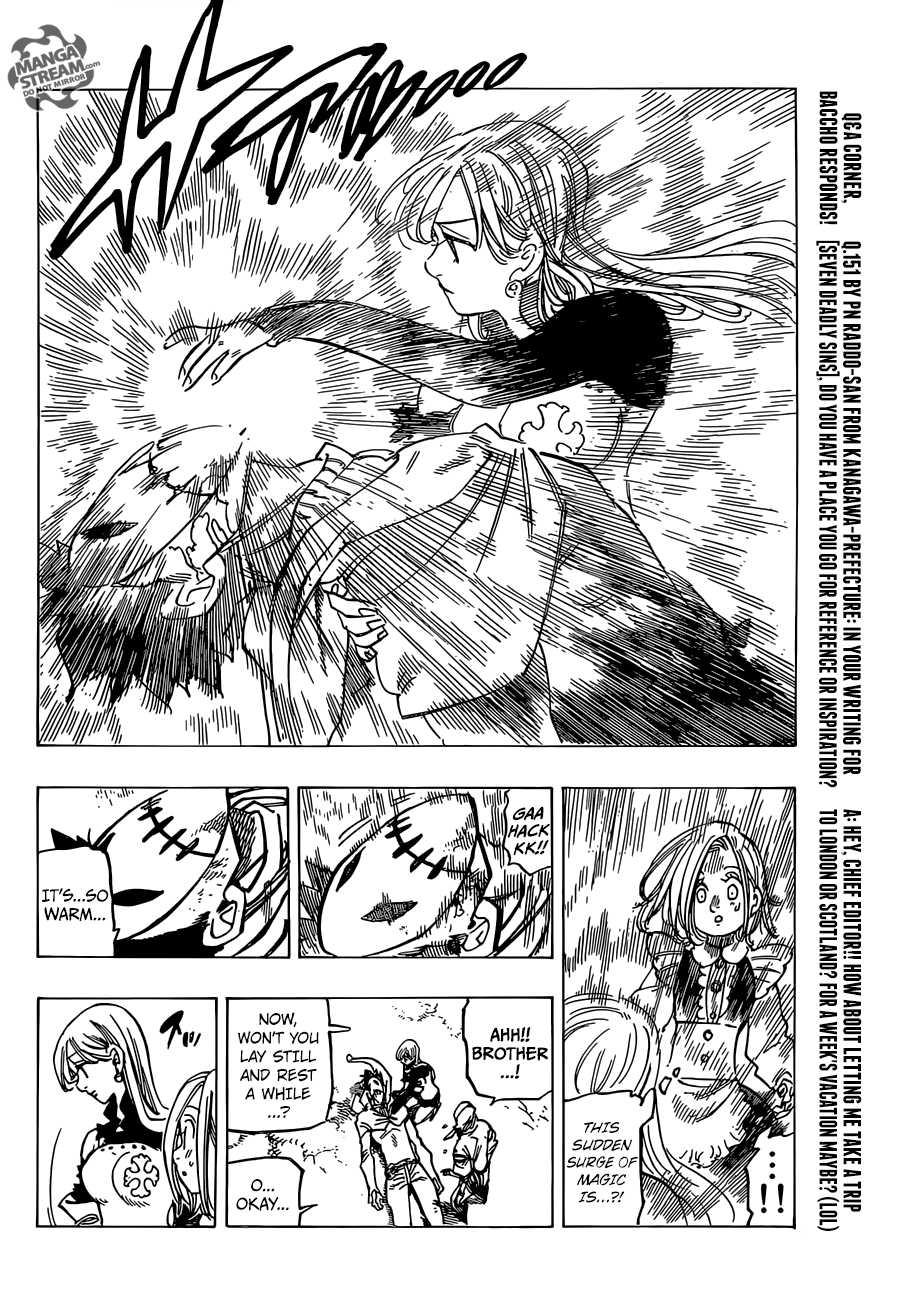 MANGA
STREAM.com
DO NOT MIRROR
Q&A CORNER,
BACCHO RESPONDS!
Q.151 BY PN RADDO-SAN FROM KANAGAWA-PREFECTURE: IN YOUR WRITING FOR
[SEVEN DEADLY SINS], DO YOU HAVE A PLACE YOU GO FOR REFERENCE OR INSPIRATION?
A: HEY, CHIEF EDITOR!! HOW ABOUT LETTING ME TAKE A TRIP
TO LONDON OR SCOTLAND? FOR A WEEK'S VACATION MAYBE? (LOL)
...!!
THIS
SUDDEN
SURGE OF
MAGIC
IS...?!
GAA
HACK
KK!!
IT'S...SO
WARM...
AHH!!
BROTHER
...!
NOW,
WON'T YOU
LAY STILL
AND REST
A WHILE
...?
O...
OKAY...